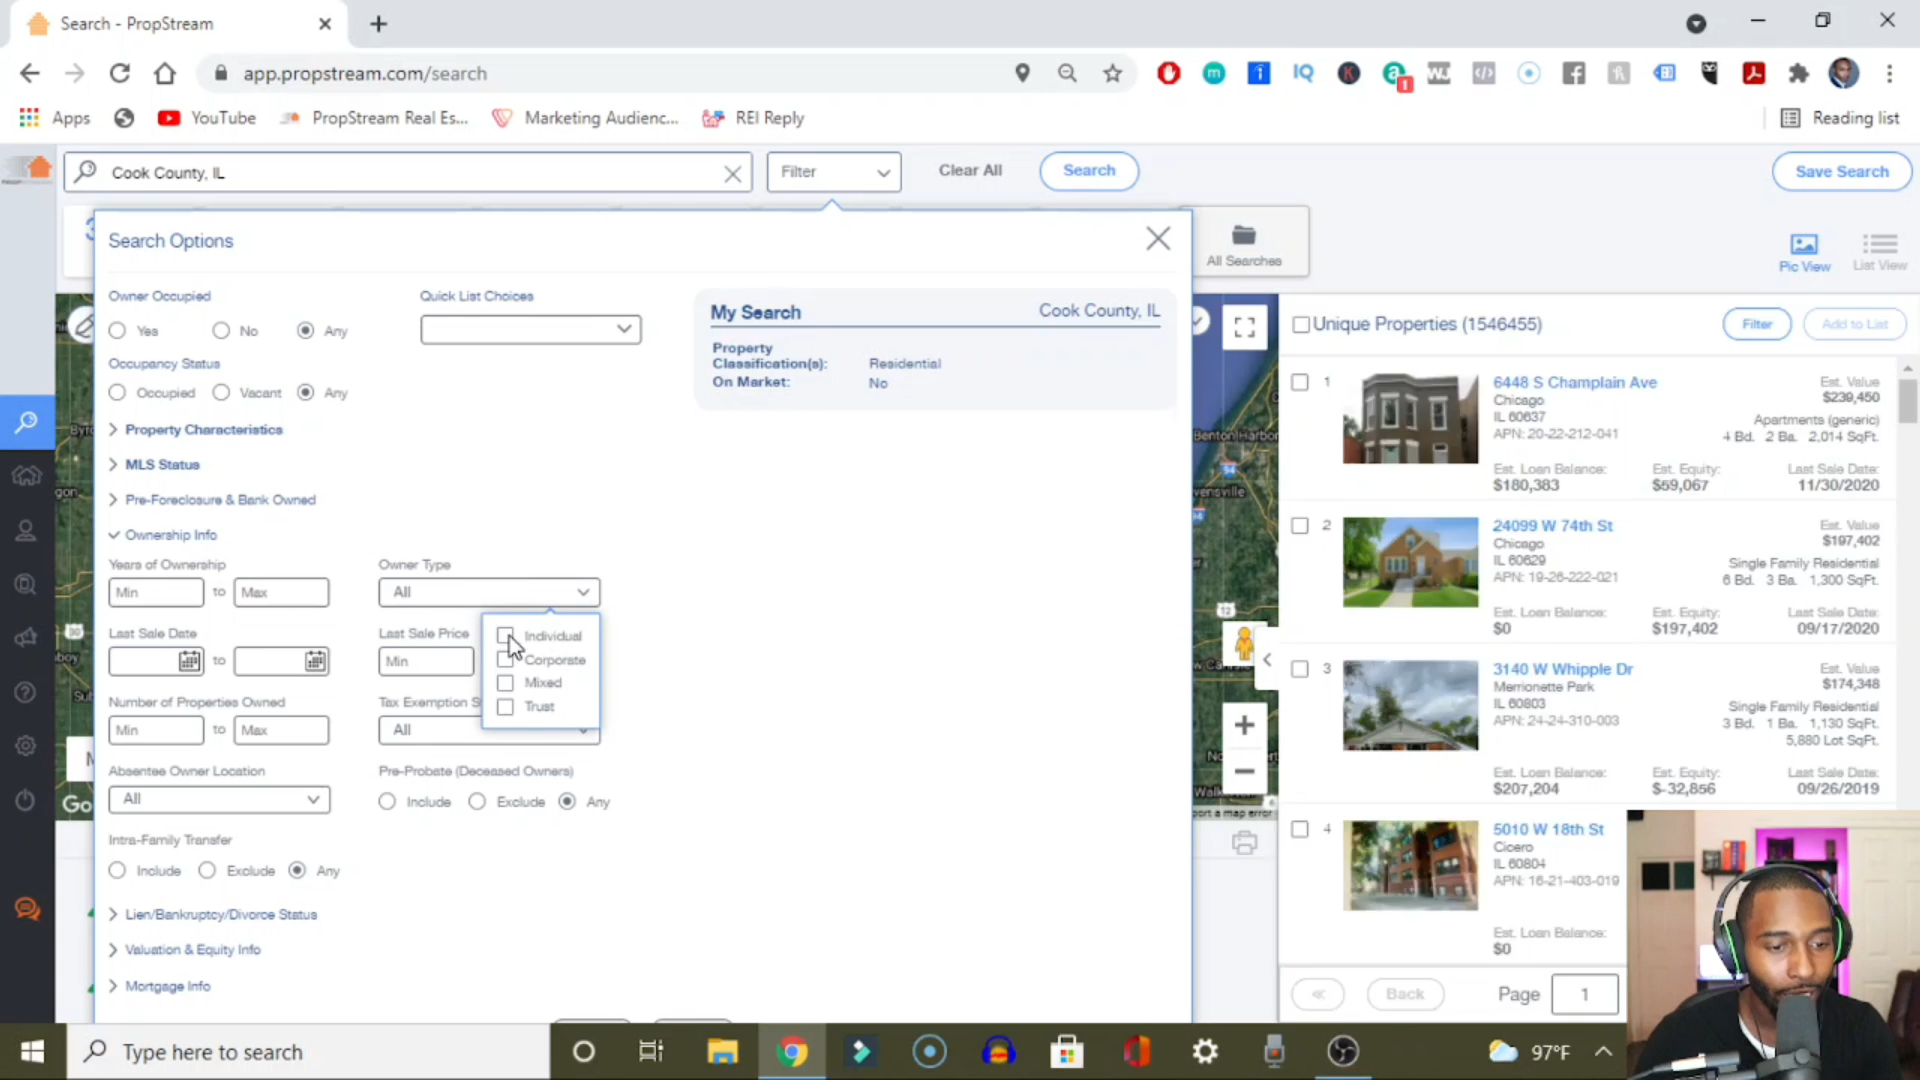 Search - PropStream
app.propstream.com/search
1
Apps
YouTube
PropStream Real Es...
Marketing Audienc...
REI Reply
Reading list
Cook County, IL
Filter
Clear All
Search
Save Search
Search Options
All Searches
Pic View
List View
Owner Occupied
Yes
No
Any
Quick List Choices
Occupancy Status
Occupied
Vacant
Any
My Search
Cook County, IL
Property
Classification(s):
Residential
On Market:
No
Unique Properties (1546455)
Filter
Add to List
Property Characteristics
MLS Status
Pre-Foreclosure & Bank Owned
Ownership Info
Years of Ownership
Min
to
Max
Owner Type
All
Individual
Corporate
Mixed
Trust
Last Sale Date
to
Last Sale Price
Min
Number of Properties Owned
Min
to
Max
Tax Exemption S
All
Absentee Owner Location
All
Pre-Probate (Deceased Owners)
Include
Exclude
Any
Intra-Family Transfer
Include
Exclude
Any
Lien/Bankruptcy/Divorce Status
Valuation & Equity Info
Mortgage Info
Benton Harbor
94
vensville
12
Go
port a map error
1
6448 S Champlain Ave
Chicago
IL 60637
APN: 20-22-212-041
Est. Value
$239,450
Apartments (generic)
4 Bd. 2 Ba. 2,014 SqFt.
Est. Loan Balance:
$180,383
Est. Equity:
$59,067
Last Sale Date:
11/30/2020
2
24099 W 74th St
Chicago
IL 60629
APN: 19-26-222-021
Est. Value
$197,402
Single Family Residential
6 Bd. 3 Ba. 1,300 SqFt.
Est. Loan Balance:
$0
Est. Equity:
$197,402
Last Sale Date:
09/17/2020
3
3140 W Whipple Dr
Merrionette Park
IL 60803
APN: 24-24-310-003
Est. Value
$174,348
Single Family Residential
3 Bd. 1 Ba. 1,130 SqFt.
5,880 Lot SqFt.
Est. Loan Balance:
$207,204
Est. Equity:
$-32,856
Last Sale Date:
09/26/2019
4
5010 W 18th St
Cicero
IL 60804
APN: 16-21-403-019
Est. Loan Balance:
$0
Back
Page
1
Type here to search
97°F